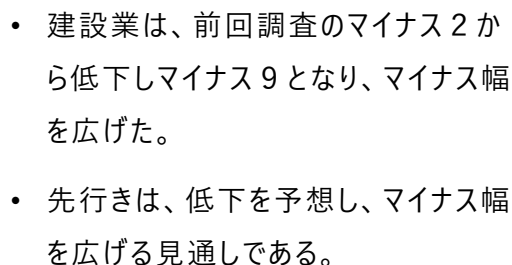 • 建設業は、前回調査のマイナス２か
ら低下しマイナス９となり、マイナス幅
を広げた。
• 先行きは、低下を予想し、マイナス幅
を広げる見通しである。